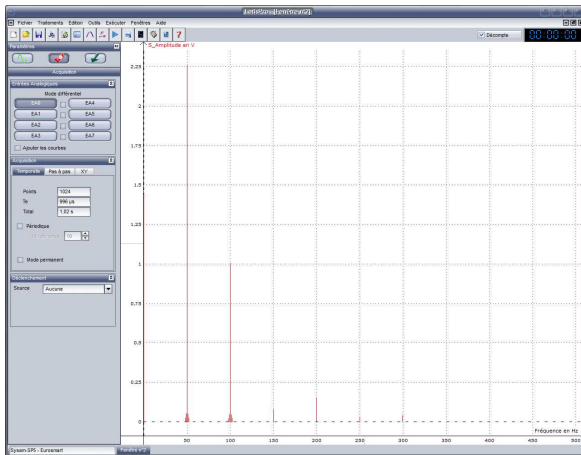 Fichier Traitements Edition Outils Exécuter Fenêtres Aide
Décompte
00:00:00
Paramètres
Acquisition
Entrées Analogiques
Mode différentiel
EA0 EA4
EA1 EA5
EA2 EA6
EA3 EA7
Ajouter les courbes
Acquisition
Temporelle Pas à pas XY
Points 1024
Te 996 µs
Total 1,02 s
Périodique
Mode permanent
Déclenchement
Source Aucune
S_Amplitude en V
2,25
2
1,75
1,5
1,25
1
0,75
0,5
0,25
0
Fréquence en Hz
50 100 150 200 250 300 350 400 450 500
Sysam-SP5 - Eurosmart
Fenêtre n°2